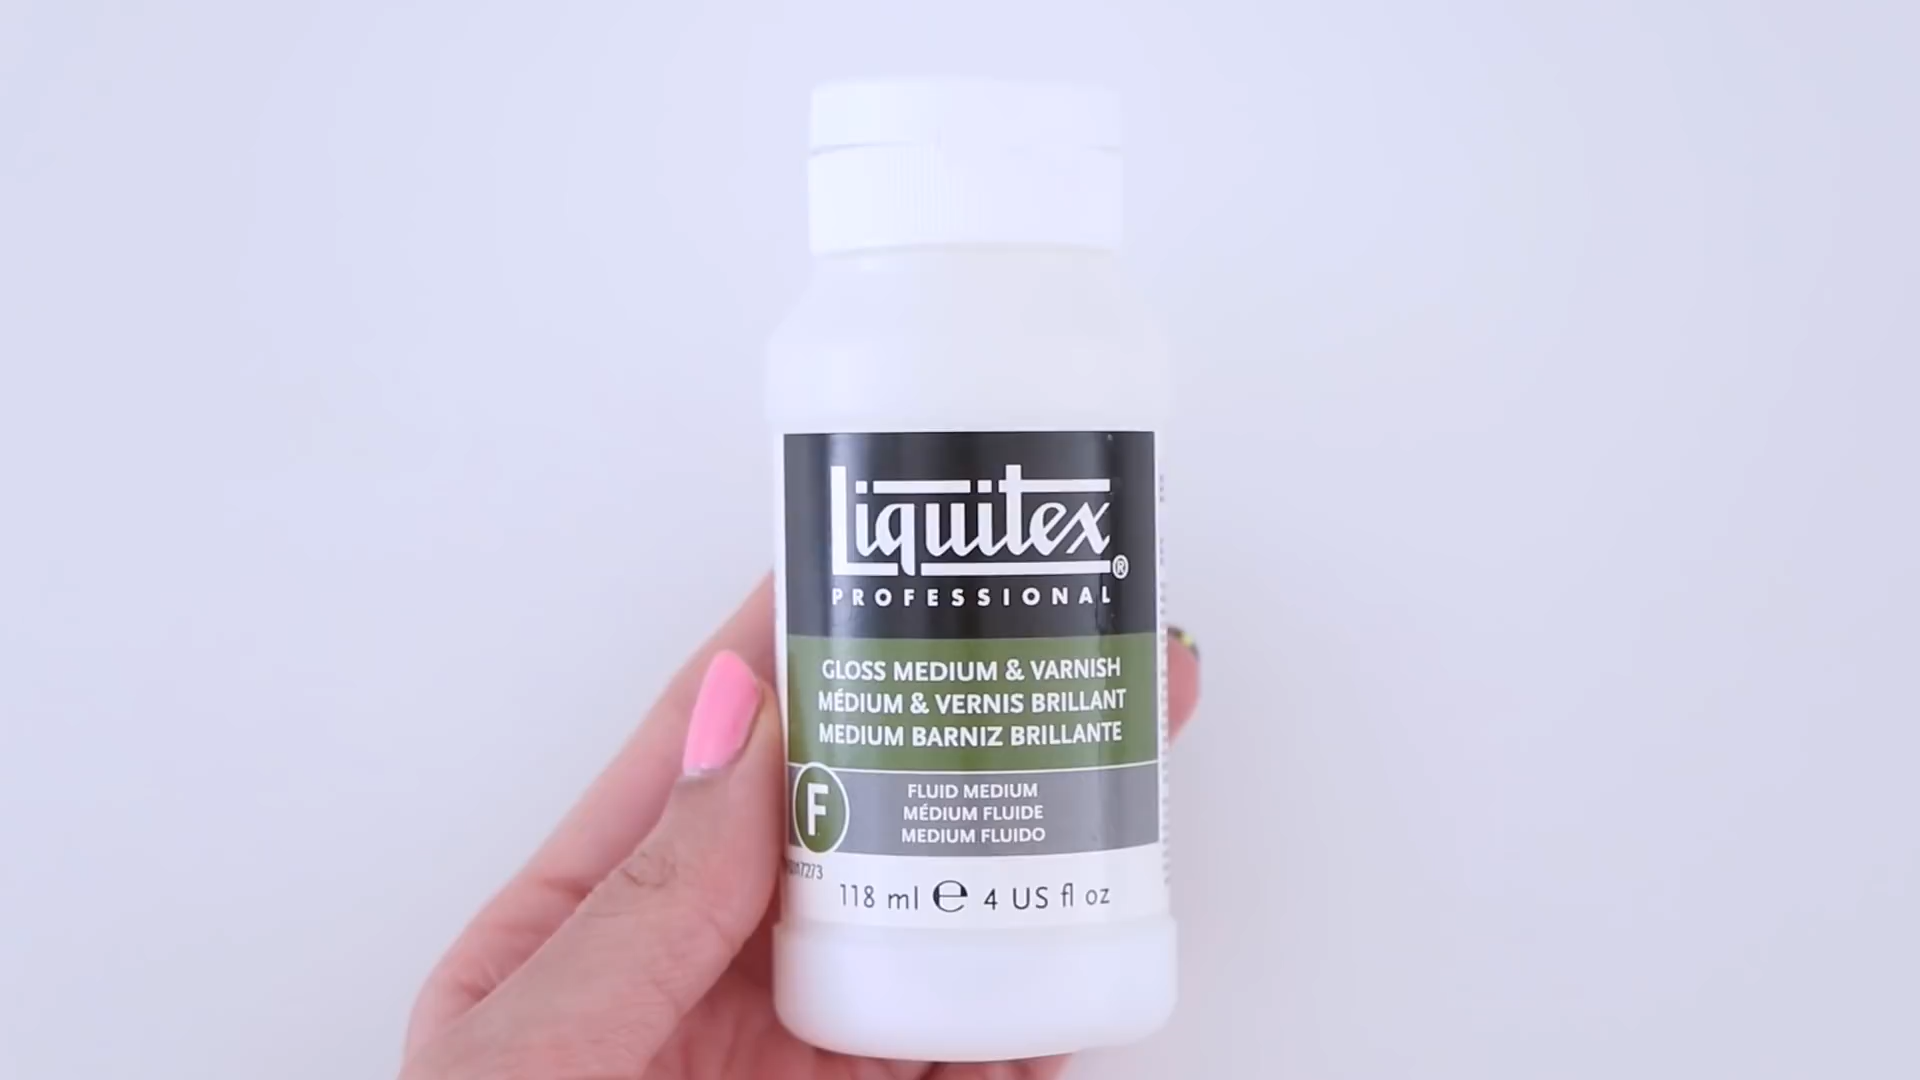 Liquitex®
PROFESSIONAL
GLOSS MEDIUM & VARNISH
MÉDIUM & VERNIS BRILLANT
MEDIUM BARNIZ BRILLANTE
F
FLUID MEDIUM
MÉDIUM FLUIDE
MEDIUM FLUIDO
118 ml ℮ 4 US fl oz